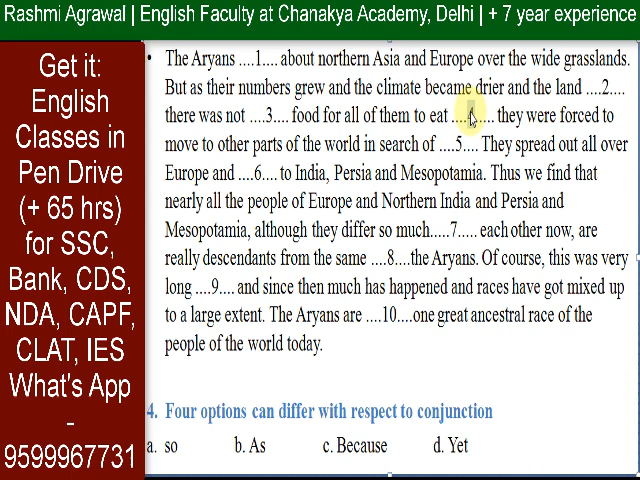 Rashmi Agrawal | English Faculty at Chanakya Academy, Delhi | + 7 year experience
Get it:
English
Classes in
Pen Drive
(+ 65 hrs)
for SSC,
Bank, CDS,
NDA, CAPF,
CLAT, IES
What's App
-
9599967731
• The Aryans ....1.... about northern Asia and Europe over the wide grasslands.
But as their numbers grew and the climate became drier and the land ....2....
there was not ....3.... food for all of them to eat ....4..... they were forced to
move to other parts of the world in search of ....5.... They spread out all over
Europe and ....6.... to India, Persia and Mesopotamia. Thus we find that
nearly all the people of Europe and Northern India and Persia and
Mesopotamia, although they differ so much.....7..... each other now, are
really descendants from the same ....8....the Aryans. Of course, this was very
long ....9.... and since then much has happened and races have got mixed up
to a large extent. The Aryans are ....10....one great ancestral race of the
people of the world today.
4. Four options can differ with respect to conjunction
a. so b. As c. Because d. Yet